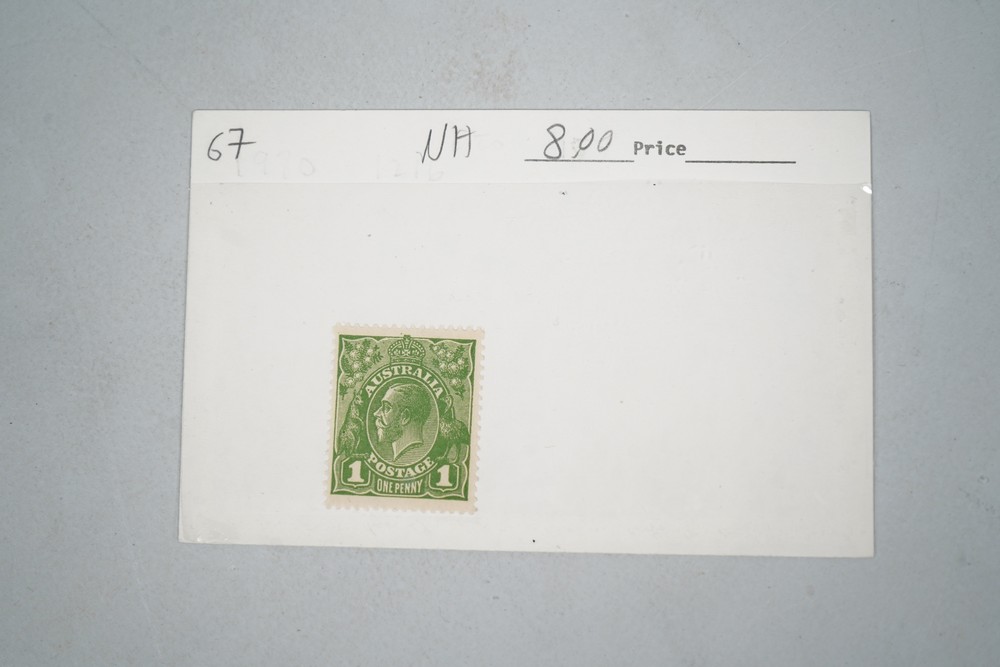 67 NH 8.00 Price
AUSTRALIA
POSTAGE
1 ONE PENNY 1